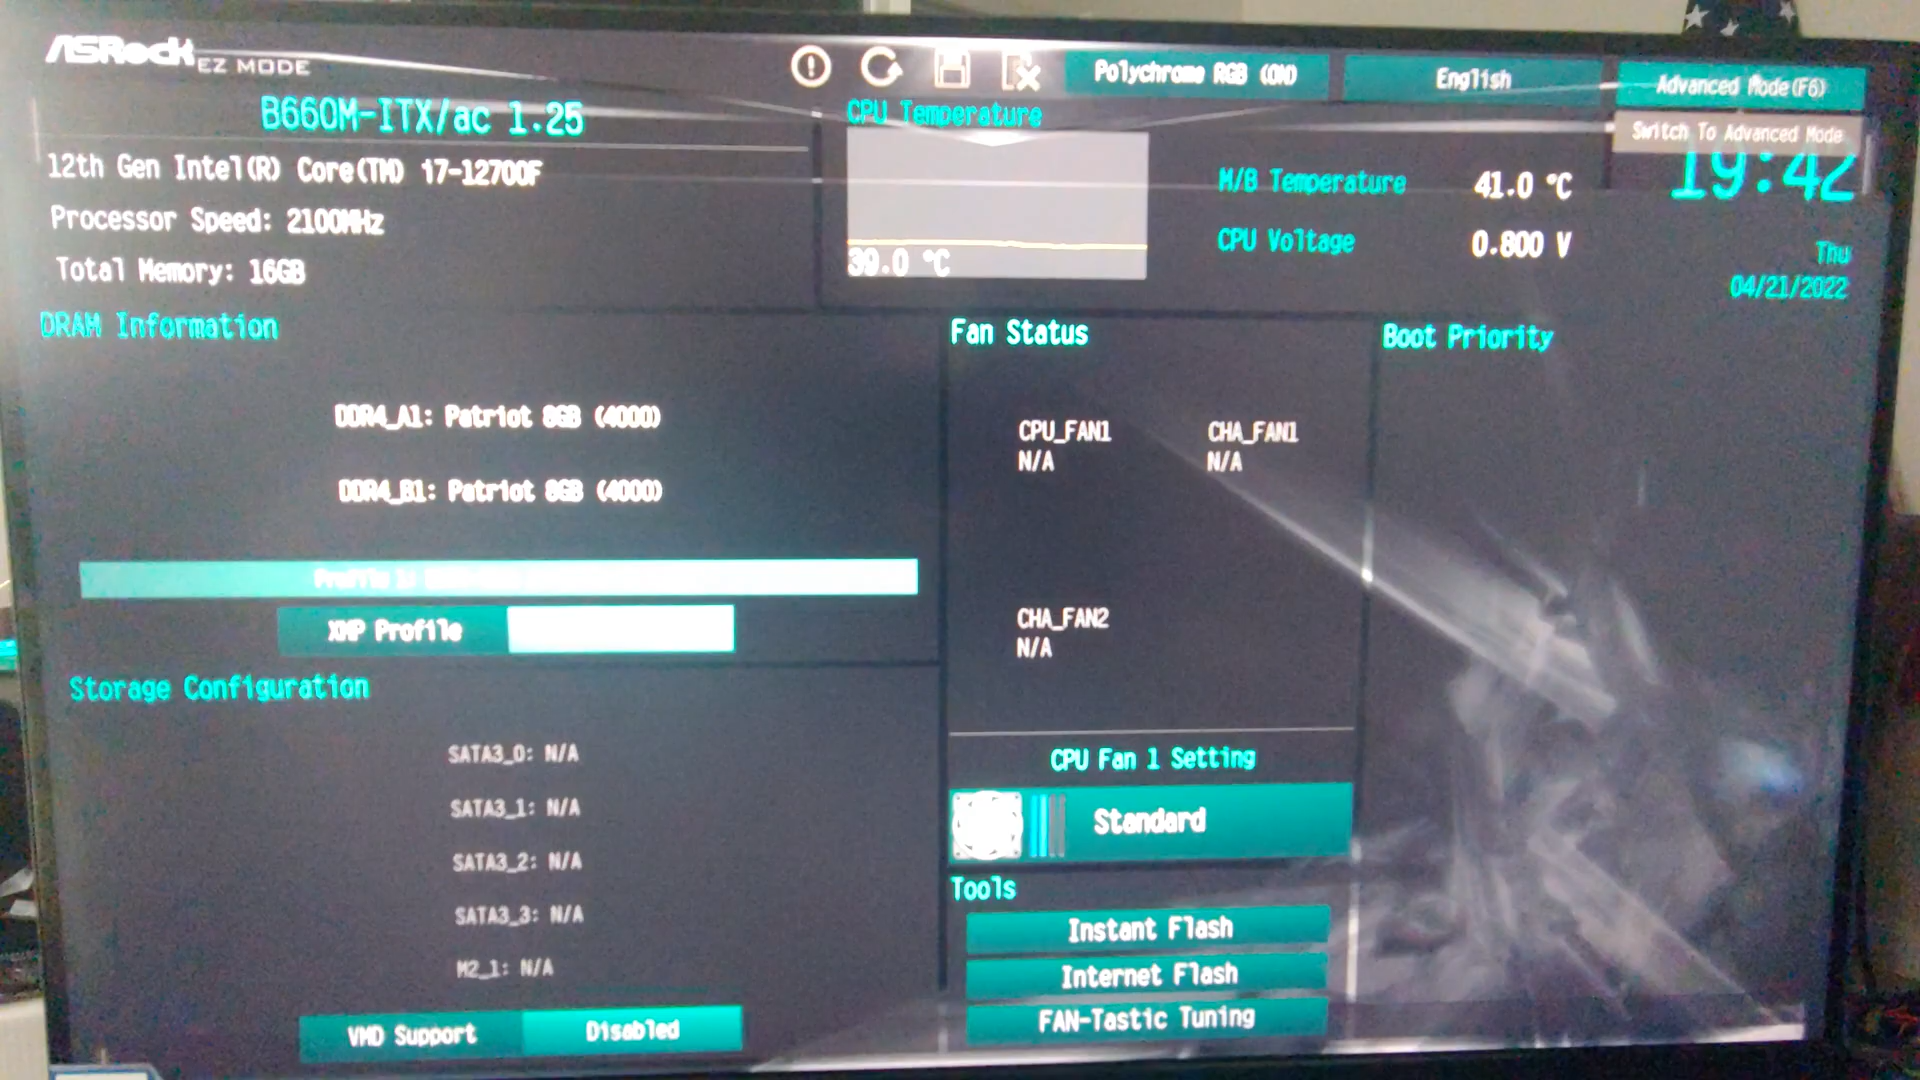 ASRock EZ MODE
Polychrome RGB (ON)
English
Advanced Mode(F6)
Switch To Advanced Mode
B660M-ITX/ac 1.25
12th Gen Intel(R) Core(TM) i7-12700F
Processor Speed: 2100MHz
Total Memory: 16GB
CPU Temperature
39.0 °C
M/B Temperature 41.0 °C
CPU Voltage 0.800 V
19:42
Thu
04/21/2022
DRAM Information
DDR4_A1: Patriot 8GB (4000)
DDR4_B1: Patriot 8GB (4000)
Profile 1:
XMP Profile
Storage Configuration
SATA3_0: N/A
SATA3_1: N/A
SATA3_2: N/A
SATA3_3: N/A
M2_1: N/A
VMD Support Disabled
Fan Status
CPU_FAN1
N/A
CHA_FAN1
N/A
CHA_FAN2
N/A
CPU Fan 1 Setting
Standard
Tools
Instant Flash
Internet Flash
FAN-Tastic Tuning
Boot Priority